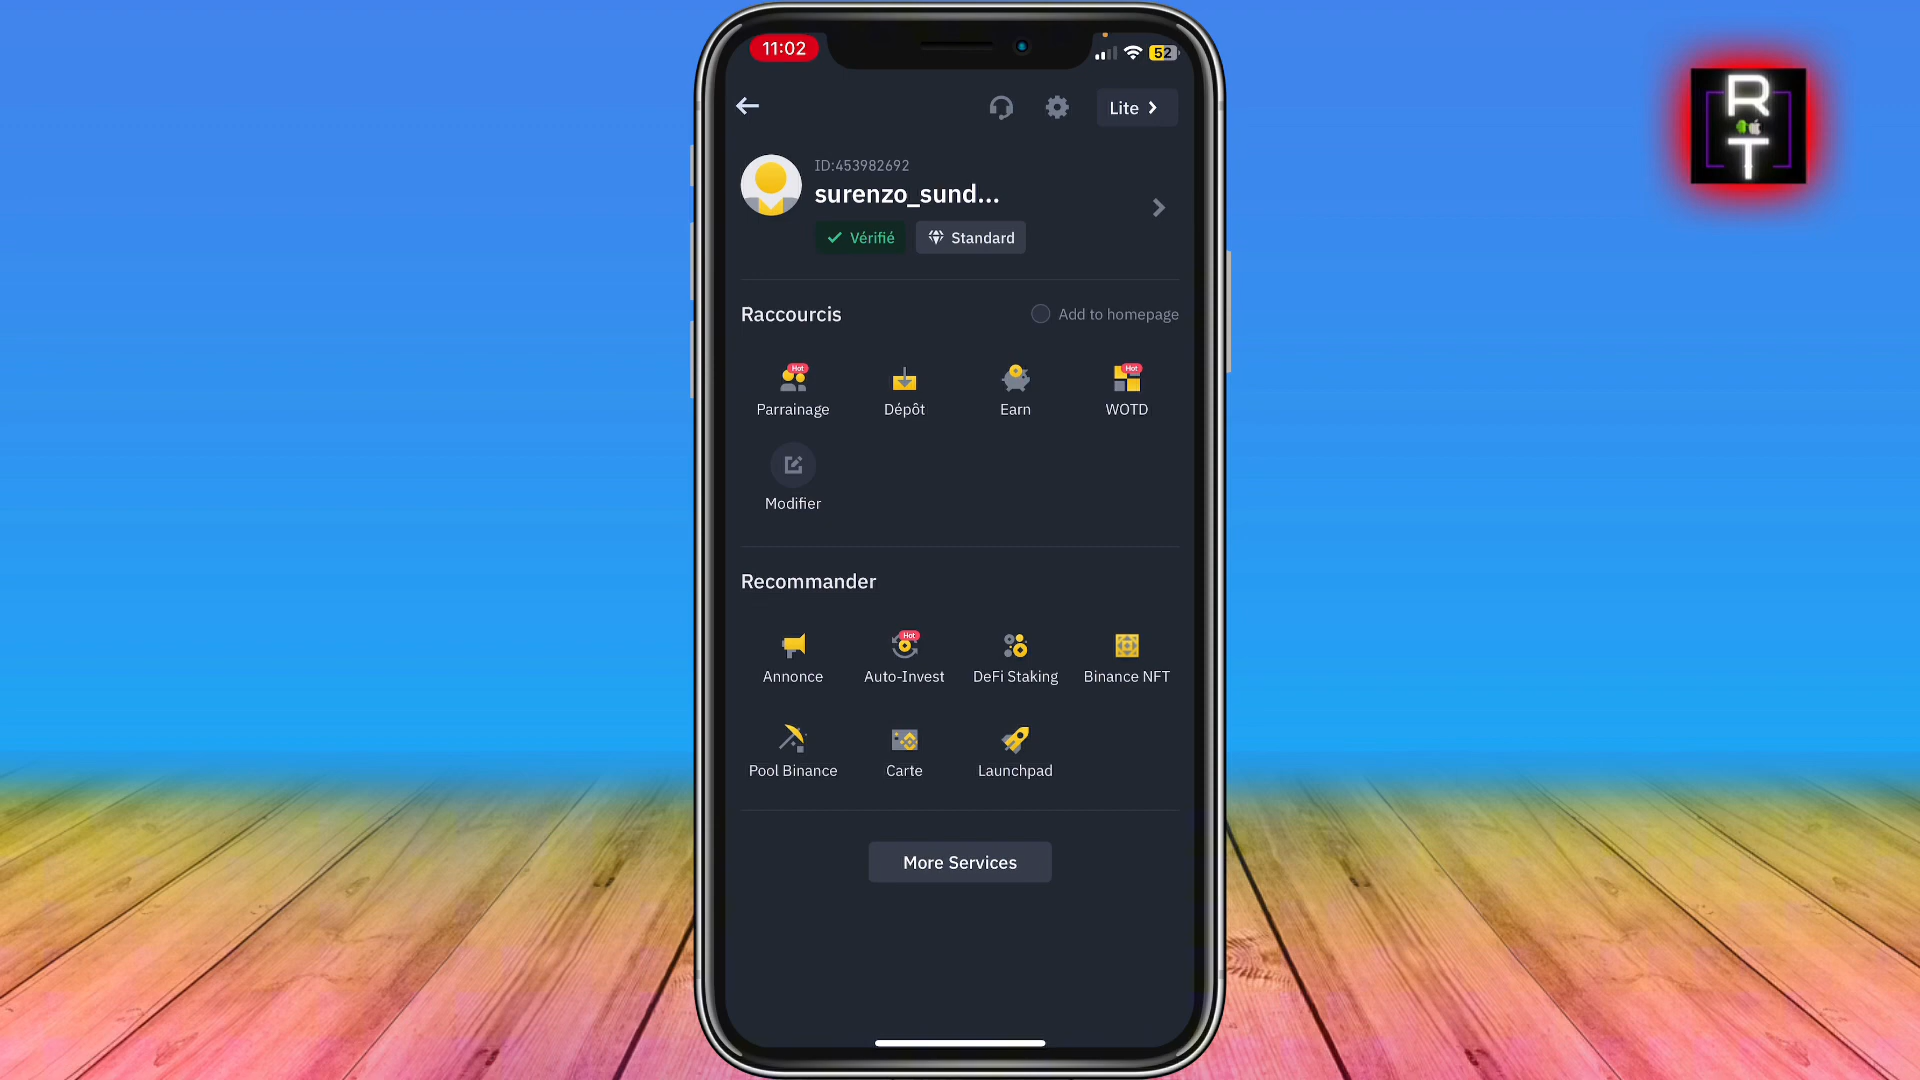 11:02
52
Lite
R
T
ID:453982692
surenzo_sund...
Vérifié
Standard
Raccourcis
Add to homepage
Hot
Hot
Parrainage
Dépôt
Earn
WOTD
Modifier
Recommander
Hot
Annonce
Auto-Invest
DeFi Staking
Binance NFT
Pool Binance
Carte
Launchpad
More Services